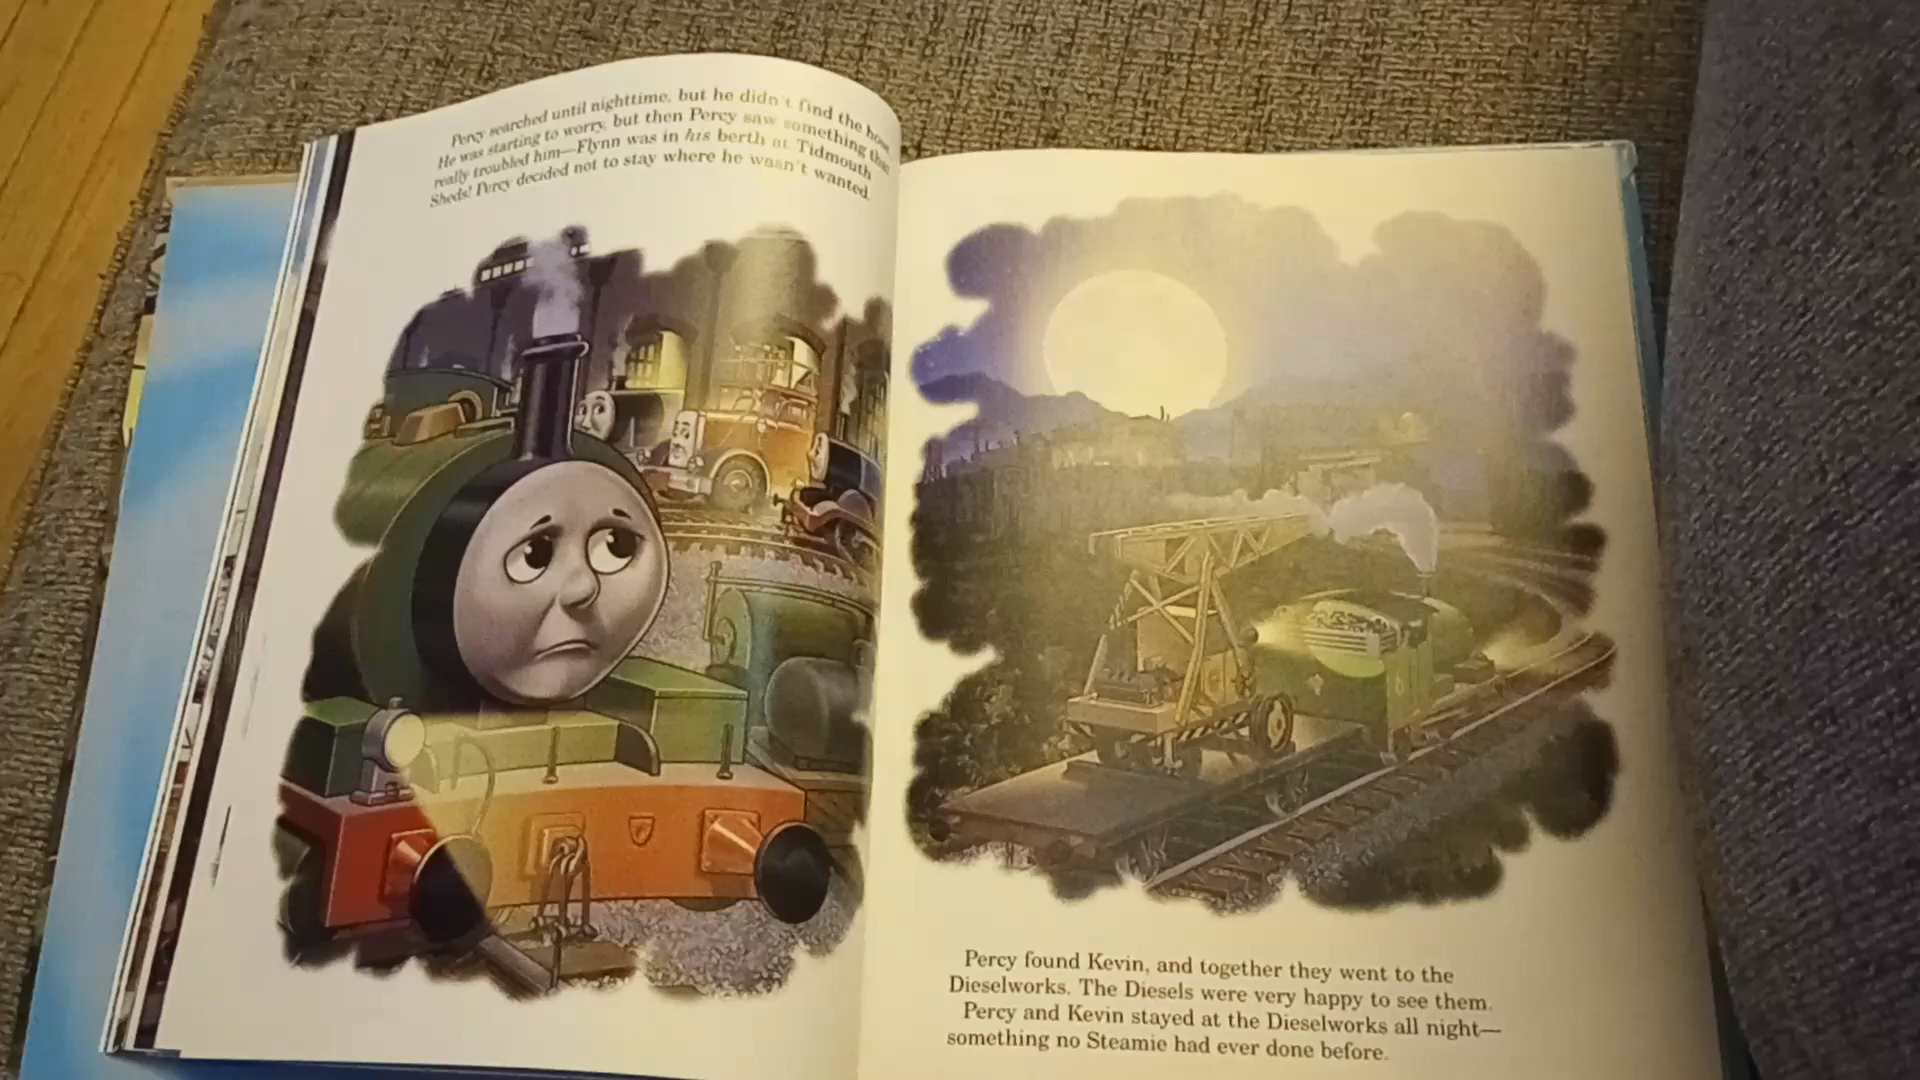 Percy searched until nighttime, but he didn't find the
He was starting to worry, but then Percy saw something that
really troubled him—Flynn was in his berth at Tidmouth
Sheds! Percy decided not to stay where he wasn't wanted.
Percy found Kevin, and together they went to the
Dieselworks. The Diesels were very happy to see them.
Percy and Kevin stayed at the Dieselworks all night—
something no Steamie had ever done before.